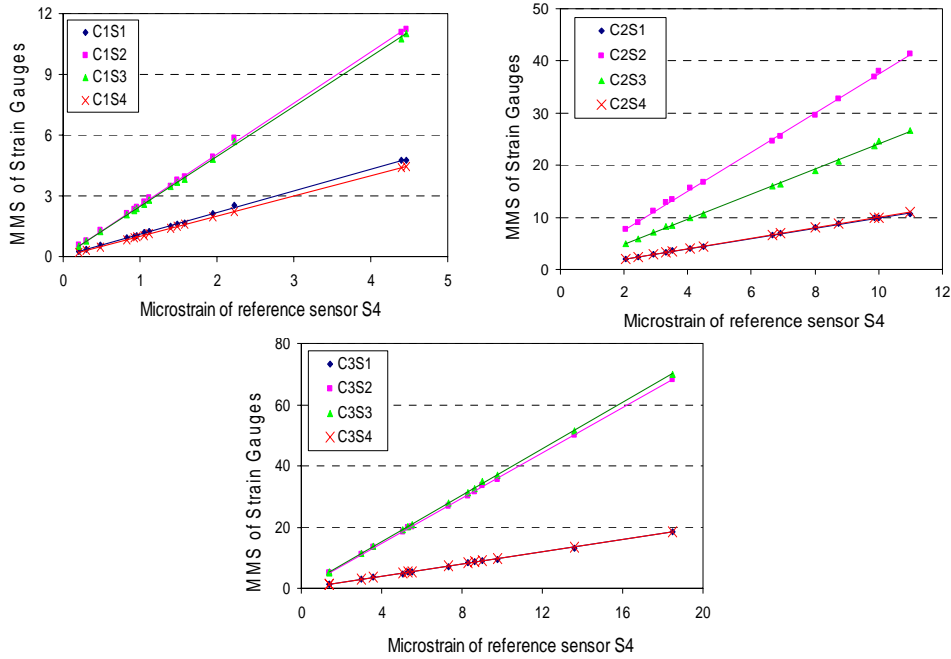 12
9
6
3
0
0
1
2
3
4
5
MMS of Strain Gauges
Microstrain of reference sensor S4
C1S1
C1S2
C1S3
C1S4
50
40
30
20
10
0
0
2
4
6
8
10
12
MMS of Strain Gauges
Microstrain of reference sensor S4
C2S1
C2S2
C2S3
C2S4
80
60
40
20
0
0
4
8
12
16
20
MMS of Strain Gauges
Microstrain of reference sensor S4
C3S1
C3S2
C3S3
C3S4